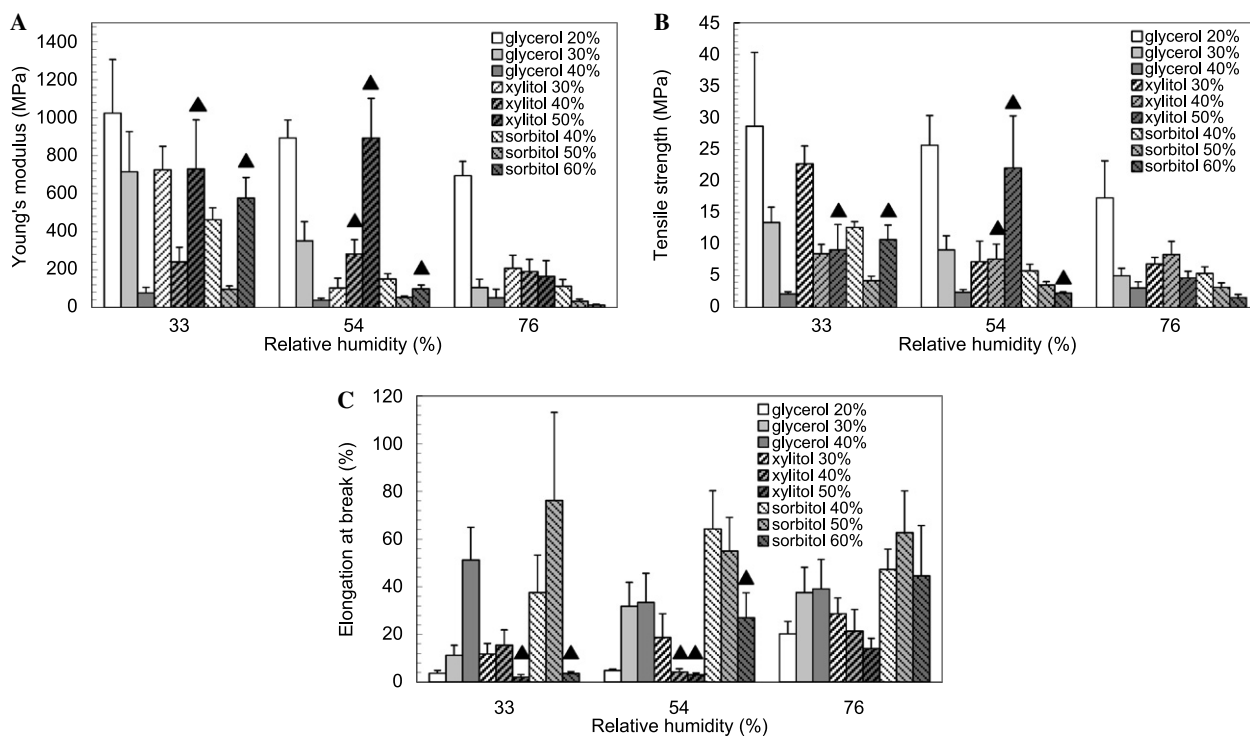 A
Young's modulus (MPa)
1400
1200
1000
800
600
400
200
0
glycerol 20%
glycerol 30%
glycerol 40%
xylitol 30%
xylitol 40%
xylitol 50%
sorbitol 40%
sorbitol 50%
sorbitol 60%
33 54 76
Relative humidity (%)
B
Tensile strength (MPa)
45
40
35
30
25
20
15
10
5
0
glycerol 20%
glycerol 30%
glycerol 40%
xylitol 30%
xylitol 40%
xylitol 50%
sorbitol 40%
sorbitol 50%
sorbitol 60%
33 54 76
Relative humidity (%)
C
Elongation at break (%)
120
100
80
60
40
20
0
glycerol 20%
glycerol 30%
glycerol 40%
xylitol 30%
xylitol 40%
xylitol 50%
sorbitol 40%
sorbitol 50%
sorbitol 60%
33 54 76
Relative humidity (%)